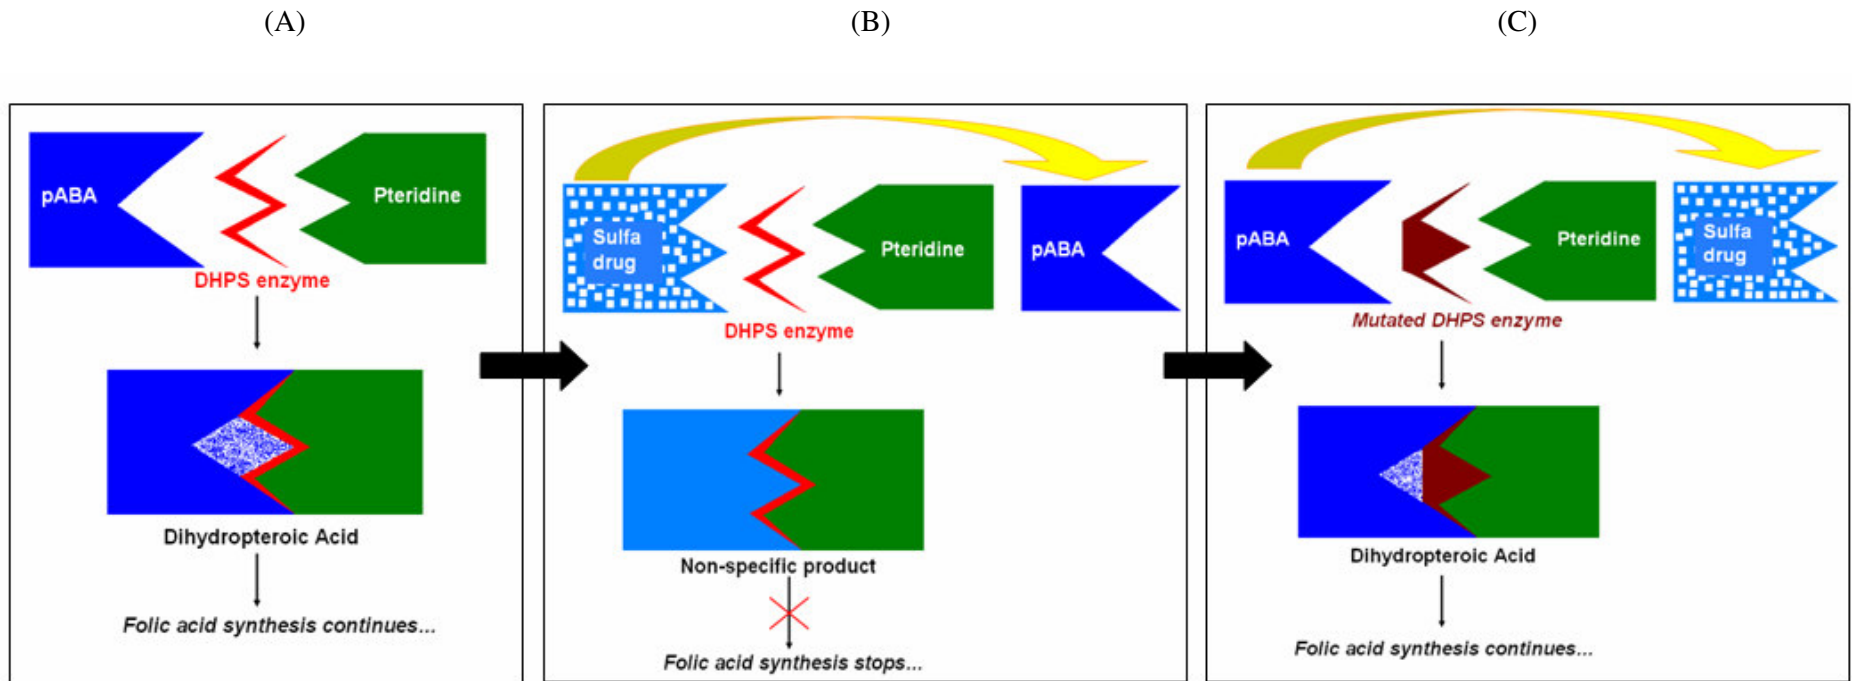 (A)
(B)
(C)
pABA
Pteridine
DHPS enzyme
Dihydropteroic Acid
Folic acid synthesis continues...
Sulfa
drug
Pteridine
pABA
DHPS enzyme
Non-specific product
Folic acid synthesis stops...
pABA
Pteridine
Sulfa
drug
Mutated DHPS enzyme
Dihydropteroic Acid
Folic acid synthesis continues...